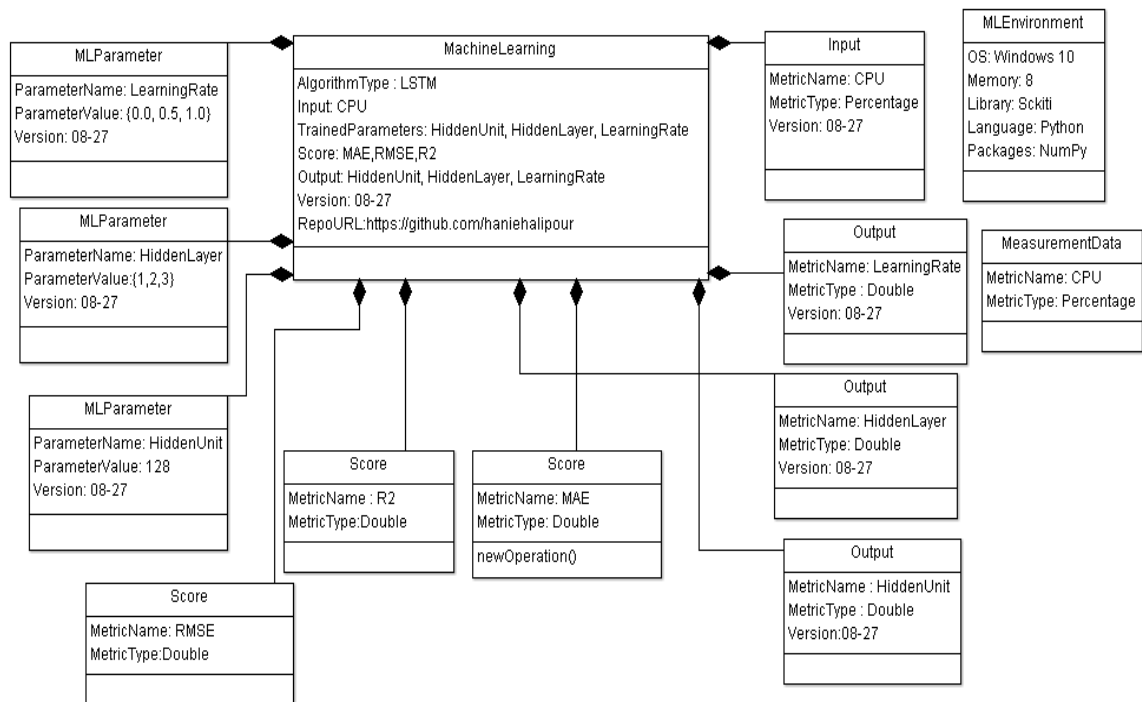 MLParameter
ParameterName: LearningRate
ParameterValue: {0.0, 0.5, 1.0}
Version: 08-27
MachineLearning
AlgorithmType : LSTM
Input: CPU
TrainedParameters: HiddenUnit, HiddenLayer, LearningRate
Score: MAE,RMSE,R2
Output: HiddenUnit, HiddenLayer, LearningRate
Version: 08-27
RepoURL:https://github.com/haniehalipour
Input
MetricName: CPU
MetricType: Percentage
Version: 08-27
MLEnvironment
OS: Windows 10
Memory: 8
Library: Sckiti
Language: Python
Packages: NumPy
MLParameter
ParameterName: HiddenLayer
ParameterValue:{1,2,3}
Version: 08-27
Output
MetricName: LearningRate
MetricType : Double
Version: 08-27
MeasurementData
MetricName: CPU
MetricType: Percentage
MLParameter
ParameterName: HiddenUnit
ParameterValue: 128
Version: 08-27
Score
MetricName : R2
MetricType:Double
Score
MetricName: MAE
MetricType: Double
newOperation()
Output
MetricName: HiddenLayer
MetricType: Double
Version: 08-27
Score
MetricName: RMSE
MetricType:Double
Output
MetricName : HiddenUnit
MetricType : Double
Version:08-27